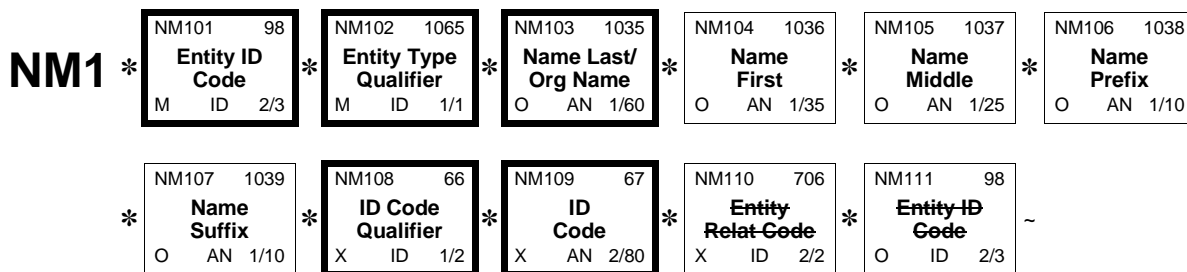 NM101 98 NM102 1065 NM103 1035 NM104 1036 NM105 1037 NM106 1038
NM1 * Entity ID * Entity Type * Name Last/ * Name * Name * Name
Code Qualifier Org Name First Middle Prefix
M ID 2/3 M ID 1/1 O AN 1/60 O AN 1/35 O AN 1/25 O AN 1/10
NM107 1039 NM108 66 NM109 67 NM110 706 NM111 98
* Name * ID Code * ID * Entity * Entity ID ~
Suffix Qualifier Code Relat Code Code
O AN 1/10 X ID 1/2 X AN 2/80 X ID 2/2 O ID 2/3